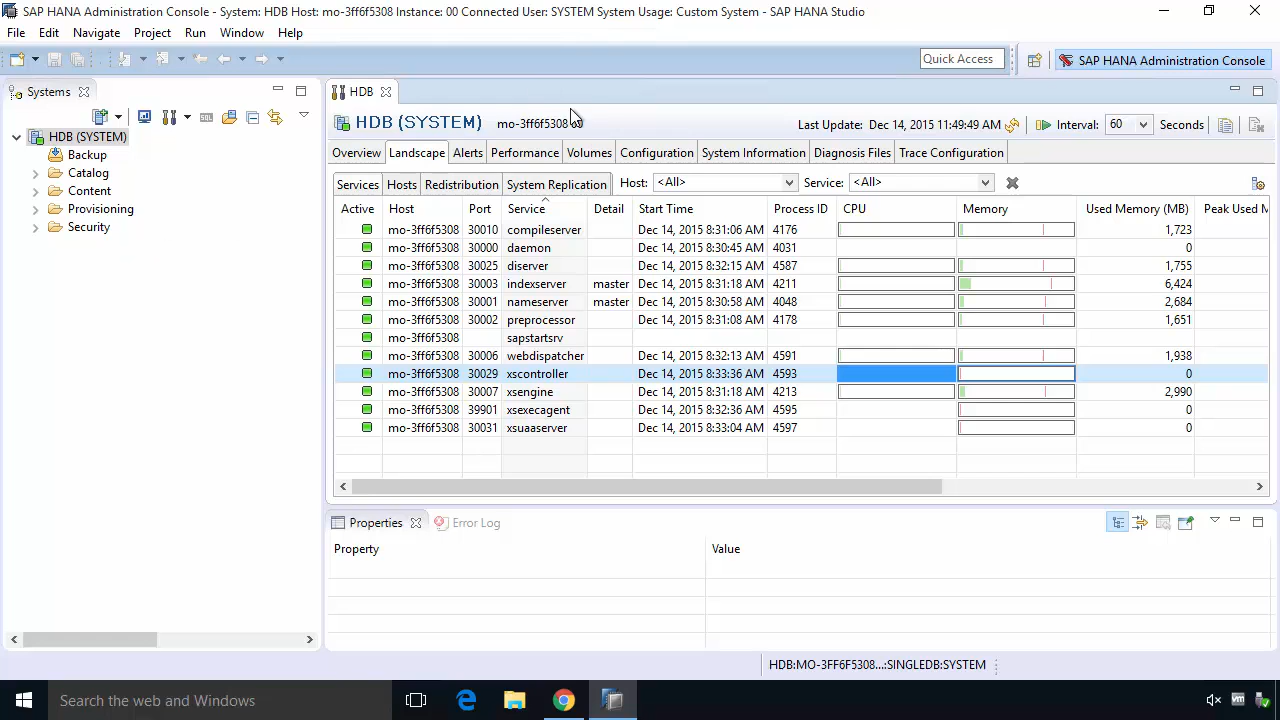 SAP HANA Administration Console - System: HDB Host: mo-3ff6f5308 Instance: 00 Connected User: SYSTEM System Usage: Custom System - SAP HANA Studio
File Edit Navigate Project Run Window Help
Quick Access SAP HANA Administration Console
Systems
HDB (SYSTEM)
Backup
Catalog
Content
Provisioning
Security
HDB
HDB (SYSTEM) mo-3ff6f5308 Last Update: Dec 14, 2015 11:49:49 AM Interval: 60 Seconds
Overview Landscape Alerts Performance Volumes Configuration System Information Diagnosis Files Trace Configuration
Services Hosts Redistribution System Replication Host: <All> Service: <All>
Active Host Port Service Detail Start Time Process ID CPU Memory Used Memory (MB) Peak Used M
mo-3ff6f5308 30010 compileserver Dec 14, 2015 8:31:06 AM 4176 1,723
mo-3ff6f5308 30000 daemon Dec 14, 2015 8:30:45 AM 4031 0
mo-3ff6f5308 30025 diserver Dec 14, 2015 8:32:15 AM 4587 1,755
mo-3ff6f5308 30003 indexserver master Dec 14, 2015 8:31:18 AM 4211 6,424
mo-3ff6f5308 30001 nameserver master Dec 14, 2015 8:30:58 AM 4048 2,684
mo-3ff6f5308 30002 preprocessor Dec 14, 2015 8:31:08 AM 4178 1,651
mo-3ff6f5308 sapstartsrv
mo-3ff6f5308 30006 webdispatcher Dec 14, 2015 8:32:13 AM 4591 1,938
mo-3ff6f5308 30029 xscontroller Dec 14, 2015 8:33:36 AM 4593 0
mo-3ff6f5308 30007 xsengine Dec 14, 2015 8:31:18 AM 4213 2,990
mo-3ff6f5308 39901 xsexecagent Dec 14, 2015 8:32:36 AM 4595 0
mo-3ff6f5308 30031 xsuaaserver Dec 14, 2015 8:33:04 AM 4597 0
Properties Error Log
Property Value
HDB:MO-3FF6F5308...:SINGLEDB:SYSTEM
Search the web and Windows